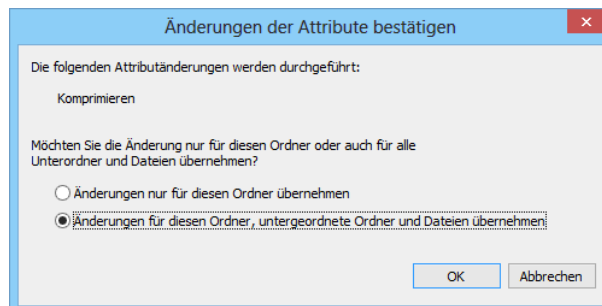 Änderungen der Attribute bestätigen
Die folgenden Attributänderungen werden durchgeführt:
Komprimieren
Möchten Sie die Änderung nur für diesen Ordner oder auch für alle
Unterordner und Dateien übernehmen?
Änderungen nur für diesen Ordner übernehmen
Änderungen für diesen Ordner, untergeordnete Ordner und Dateien übernehmen
OK Abbrechen